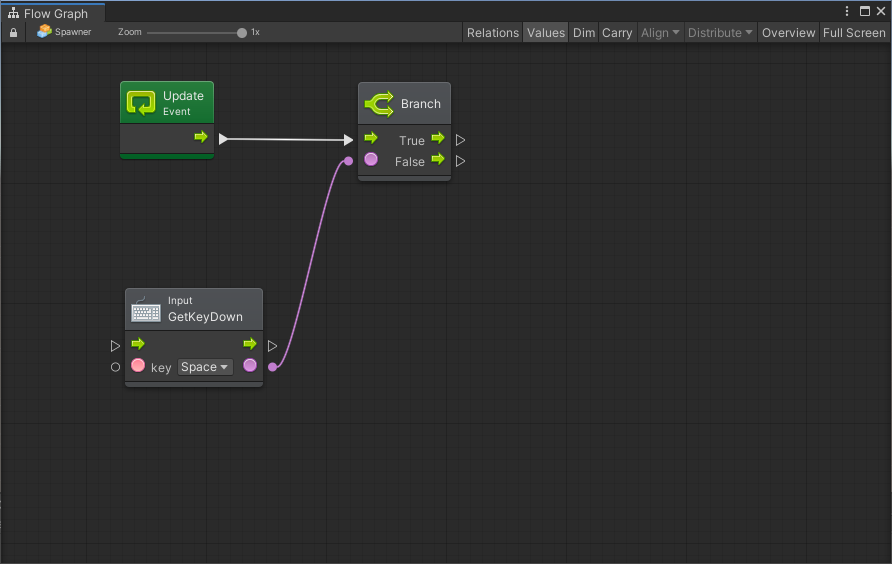 Flow Graph
Spawner Zoom 1x Relations Values Dim Carry Align Distribute Overview Full Screen
Update
Event
Branch
True
False
Input
GetKeyDown
key Space